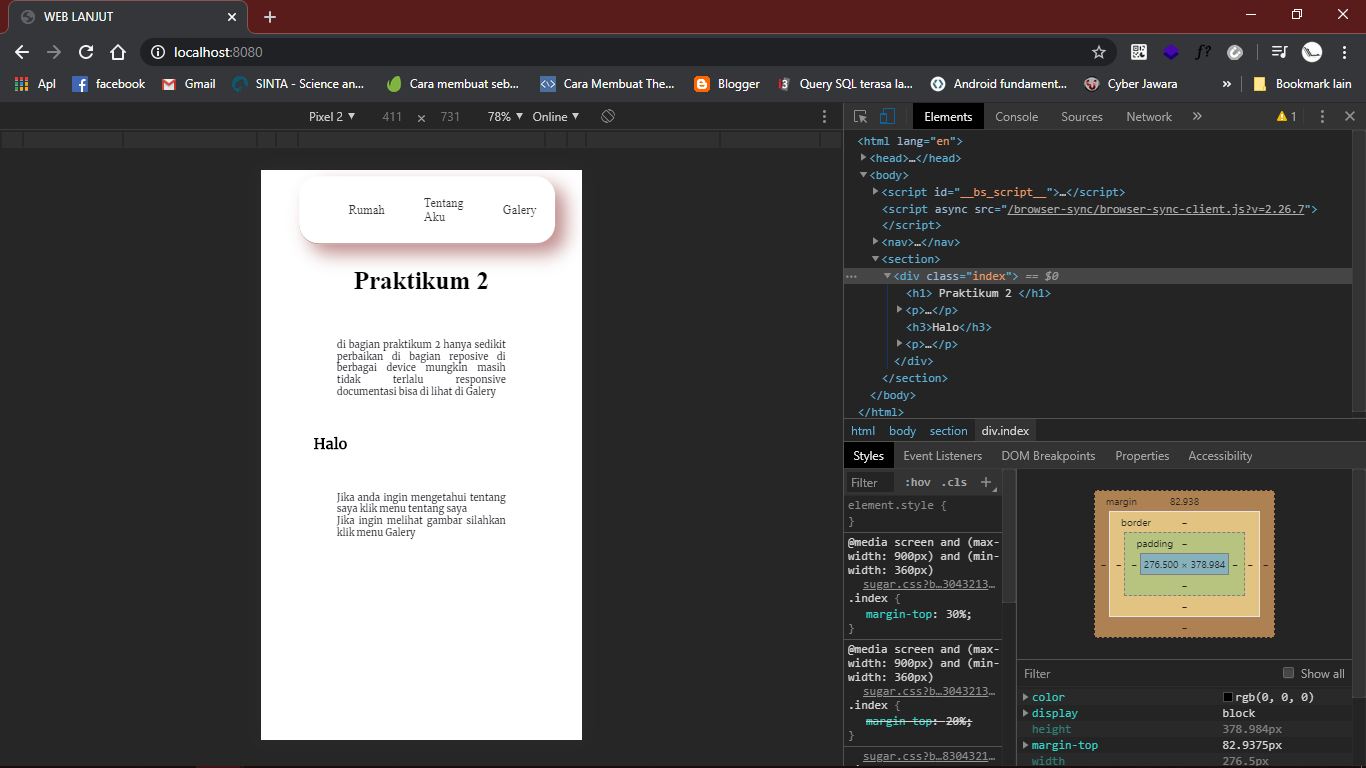 WEB LANJUT
localhost:8080
Apl
facebook
Gmail
SINTA - Science an...
Cara membuat seb...
Cara Membuat The...
Blogger
Query SQL terasa la...
Android fundament...
Cyber Jawara
»
Bookmark lain
Pixel 2 ▼ 411 × 731 78% ▼ Online ▼
Rumah
Tentang
Aku
Galery
Praktikum 2
di bagian praktikum 2 hanya sedikit
perbaikan di bagian reposive di
berbagai device mungkin masih
tidak terlalu responsive
documentasi bisa di lihat di Galery
Halo
Jika anda ingin mengetahui tentang
saya klik menu tentang saya
Jika ingin melihat gambar silahkan
klik menu Galery
Elements Console Sources Network » 1
<html lang="en">
<head>…</head>
<body>
<script id="__bs_script__">…</script>
<script async src="/browser-sync/browser-sync-client.js?v=2.26.7">
</script>
<nav>…</nav>
<section>
<div class="index"> == $0
<h1> Praktikum 2 </h1>
<p>…</p>
<h3>Halo</h3>
<p>…</p>
</div>
</section>
</body>
</html>
html body section div.index
Styles Event Listeners DOM Breakpoints Properties Accessibility
Filter :hov .cls +
element.style {
}
@media screen and (max-
width: 900px) and (min-
width: 360px)
sugar.css?b…3043213…
.index {
margin-top: 30%;
}
@media screen and (max-
width: 900px) and (min-
width: 360px)
sugar.css?b…3043213…
.index {
margin-top: 20%;
}
sugar.css?b…8304321…
margin 82.938
border –
padding –
– – – 276.500 × 378.984 – – –
–
–
–
Filter Show all
color rgb(0, 0, 0)
display block
height 378.984px
margin-top 82.9375px
width 276.5px